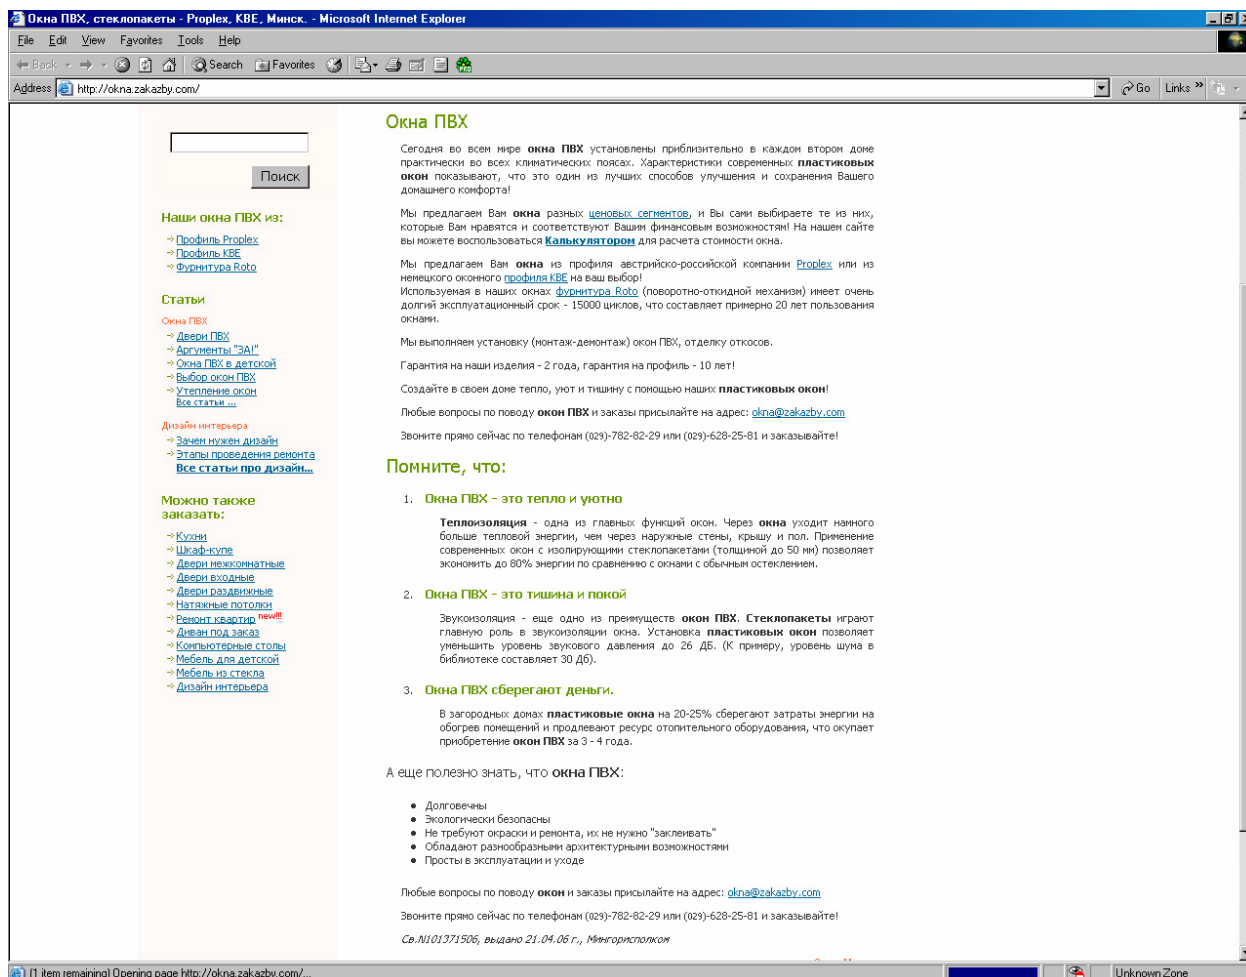 Окна ПВХ, стеклопакеты - Proplex, KBE, Минск. - Microsoft Internet Explorer
File Edit View Favorites Tools Help
Back Search Favorites
Address http://okna.zakazby.com/ Go Links »
Поиск
Наши окна ПВХ из:
Профиль Proplex
Профиль KBE
Фурнитура Roto
Статьи
Окна ПВХ
Двери ПВХ
Аргументы "ЗА!"
Окна ПВХ в детской
Выбор окон ПВХ
Утепление окон
Все статьи ...
Дизайн интерьера
Зачем нужен дизайн
Этапы проведения ремонта
Все статьи про дизайн...
Можно также
заказать:
Кухни
Шкаф-купе
Двери межкомнатные
Двери входные
Двери раздвижные
Натяжные потолки
Ремонт квартир new!!!
Диван под заказ
Компьютерные столы
Мебель для детской
Мебель из стекла
Дизайн интерьера
Окна ПВХ
Сегодня во всем мире окна ПВХ установлены приблизительно в каждом втором доме
практически во всех климатических поясах. Характеристики современных пластиковых
окон показывают, что это один из лучших способов улучшения и сохранения Вашего
домашнего комфорта!
Мы предлагаем Вам окна разных ценовых сегментов, и Вы сами выбираете те из них,
которые Вам нравятся и соответствуют Вашим финансовым возможностям! На нашем сайте
вы можете воспользоваться Калькулятором для расчета стоимости окна.
Мы предлагаем Вам окна из профиля австрийско-российской компании Proplex или из
немецкого оконного профиля KBE на ваш выбор!
Используемая в наших окнах фурнитура Roto (поворотно-откидной механизм) имеет очень
долгий эксплуатационный срок - 15000 циклов, что составляет примерно 20 лет пользования
окнами.
Мы выполняем установку (монтаж-демонтаж) окон ПВХ, отделку откосов.
Гарантия на наши изделия - 2 года, гарантия на профиль - 10 лет!
Создайте в своем доме тепло, уют и тишину с помощью наших пластиковых окон!
Любые вопросы по поводу окон ПВХ и заказы присылайте на адрес: okna@zakazby.com
Звоните прямо сейчас по телефонам (029)-782-82-29 или (029)-628-25-81 и заказывайте!
Помните, что:
1. Окна ПВХ - это тепло и уютно
Теплоизоляция - одна из главных функций окон. Через окна уходит намного
больше тепловой энергии, чем через наружные стены, крышу и пол. Применение
современных окон с изолирующими стеклопакетами (толщиной до 50 мм) позволяет
экономить до 80% энергии по сравнению с окнами с обычным остеклением.
2. Окна ПВХ - это тишина и покой
Звукоизоляция - еще одно из преимуществ окон ПВХ. Стеклопакеты играют
главную роль в звукоизоляции окна. Установка пластиковых окон позволяет
уменьшить уровень звукового давления до 26 ДБ. (К примеру, уровень шума в
библиотеке составляет 30 Дб).
3. Окна ПВХ сберегают деньги.
В загородных домах пластиковые окна на 20-25% сберегают затраты энергии на
обогрев помещений и продлевают ресурс отопительного оборудования, что окупает
приобретение окон ПВХ за 3 - 4 года.
А еще полезно знать, что окна ПВХ:
Долговечны
Экологически безопасны
Не требуют окраски и ремонта, их не нужно "заклеивать"
Обладают разнообразными архитектурными возможностями
Просты в эксплуатации и уходе
Любые вопросы по поводу окон и заказы присылайте на адрес: okna@zakazby.com
Звоните прямо сейчас по телефонам (029)-782-82-29 или (029)-628-25-81 и заказывайте!
Св.N101371506, выдано 21.04.06 г., Мингорисполком
(1 item remaining) Opening page http://okna.zakazby.com/... Unknown Zone